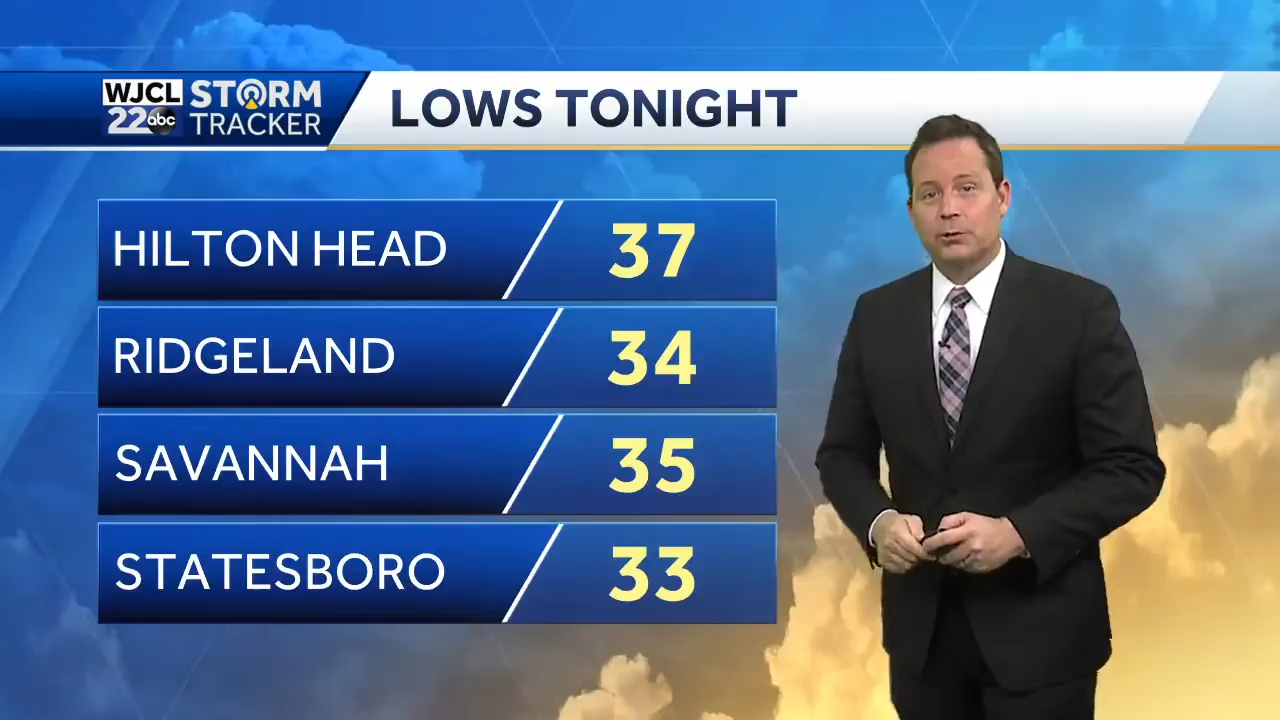 WJCL
22 abc
STORM
TRACKER
LOWS TONIGHT
HILTON HEAD 37
RIDGELAND 34
SAVANNAH 35
STATESBORO 33